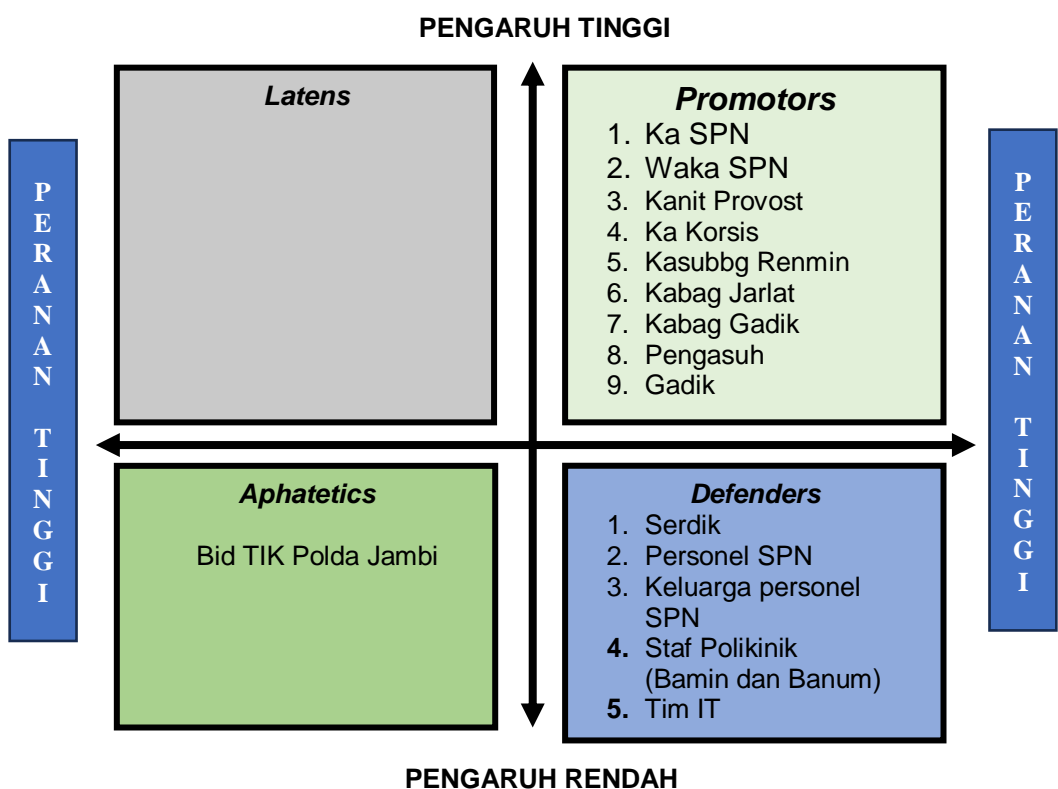 PENGARUH TINGGI
PERANAN TINGGI
Latens
Promotors
1. Ka SPN
2. Waka SPN
3. Kanit Provost
4. Ka Korsis
5. Kasubbg Renmin
6. Kabag Jarlat
7. Kabag Gadik
8. Pengasuh
9. Gadik
PERANAN TINGGI
Aphatetics
Bid TIK Polda Jambi
Defenders
1. Serdik
2. Personel SPN
3. Keluarga personel
SPN
4. Staf Polikinik
(Bamin dan Banum)
5. Tim IT
PENGARUH RENDAH